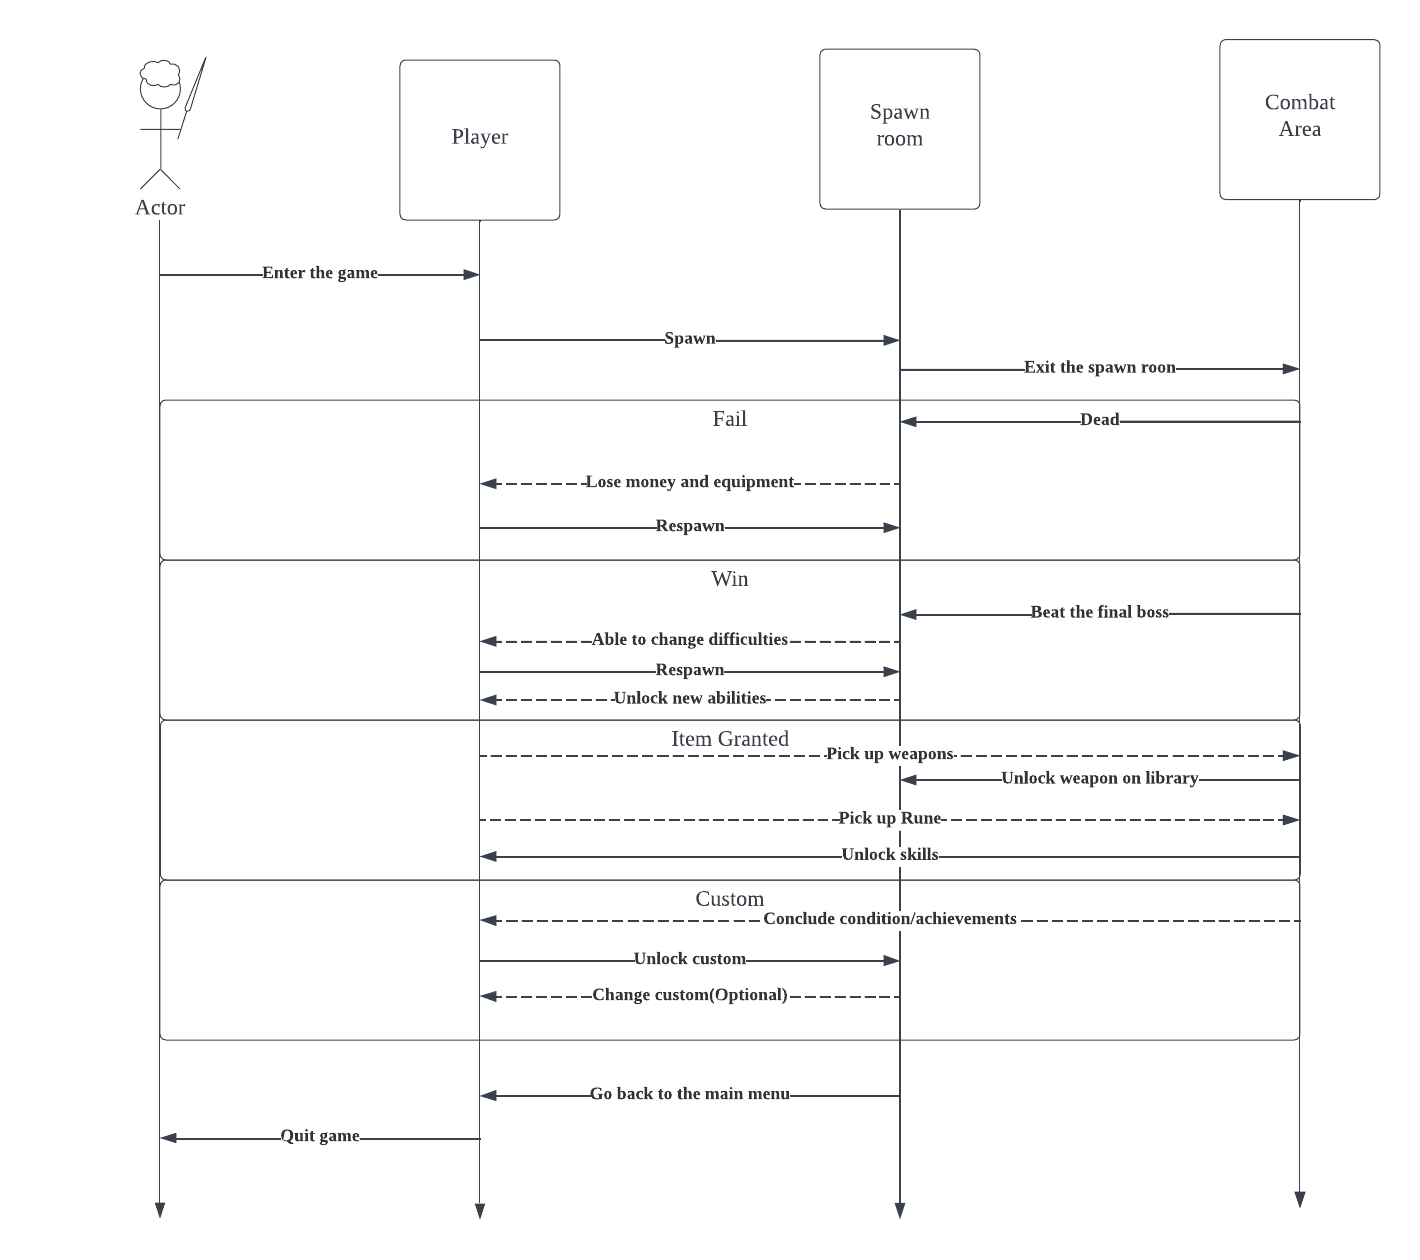 Actor
Player
Spawn
room
Combat
Area
Enter the game
Spawn
Exit the spawn roon
Fail
Dead
Lose money and equipment
Respawn
Win
Beat the final boss
Able to change difficulties
Respawn
Unlock new abilities
Item Granted
Pick up weapons
Unlock weapon on library
Pick up Rune
Unlock skills
Custom
Conclude condition/achievements
Unlock custom
Change custom(Optional)
Go back to the main menu
Quit game